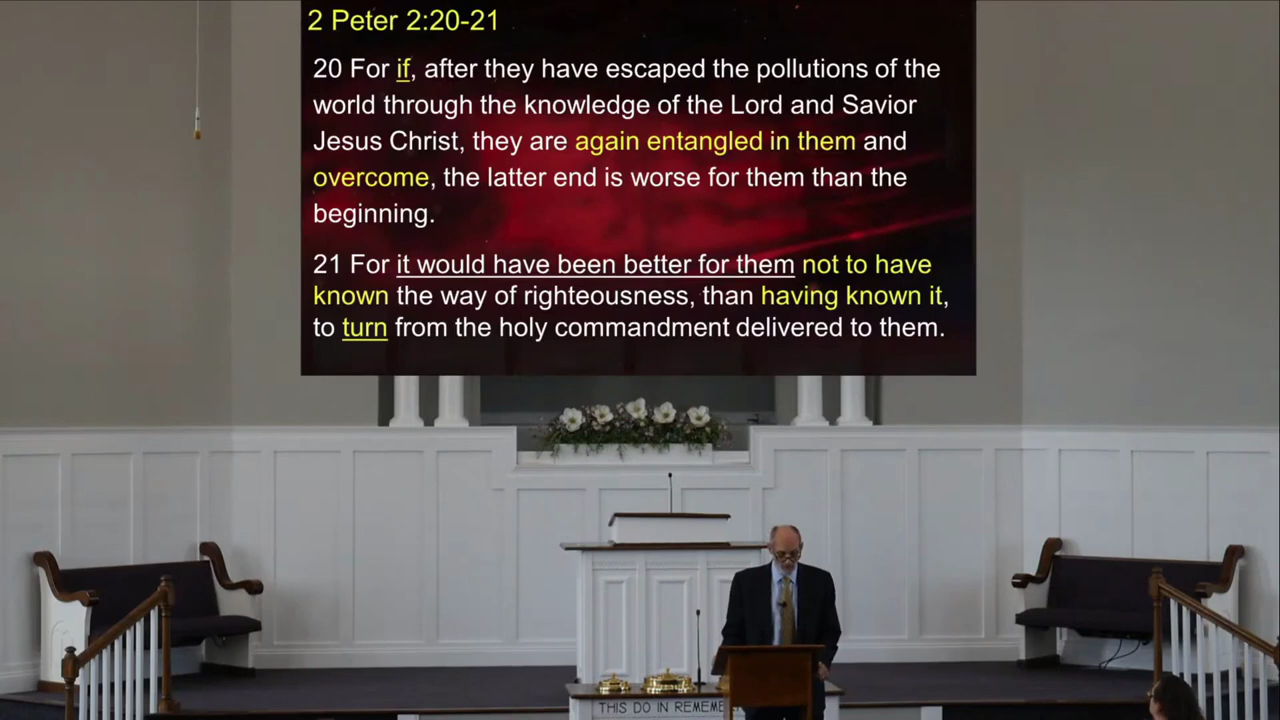 2 Peter 2:20-21
20 For if, after they have escaped the pollutions of the
world through the knowledge of the Lord and Savior
Jesus Christ, they are again entangled in them and
overcome, the latter end is worse for them than the
beginning.
21 For it would have been better for them not to have
known the way of righteousness, than having known it,
to turn from the holy commandment delivered to them.
THIS DO IN